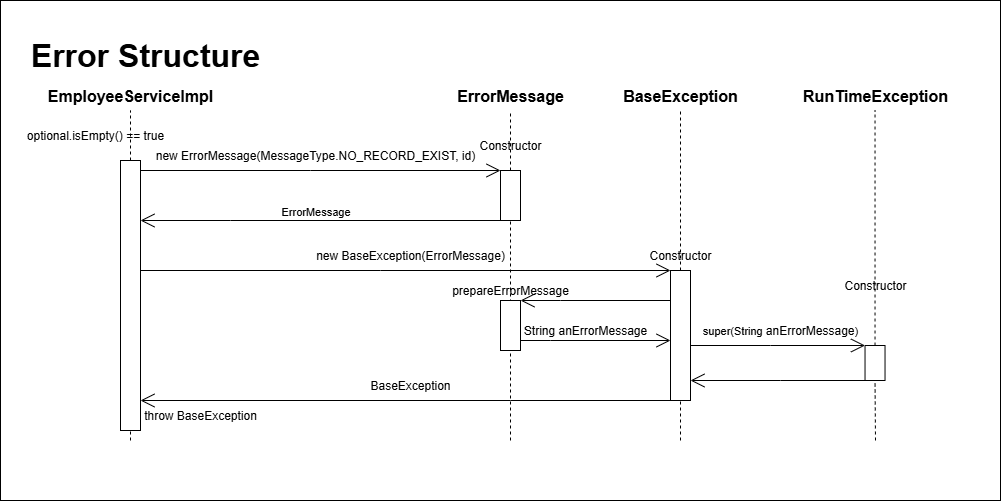 Error Structure
EmployeeServiceImpl
ErrorMessage
BaseException
RunTimeException
optional.isEmpty() == true
Constructor
new ErrorMessage(MessageType.NO_RECORD_EXIST, id)
ErrorMessage
new BaseException(ErrorMessage)
Constructor
Constructor
prepareErrorMessage
String anErrorMessage
super(String anErrorMessage)
BaseException
throw BaseException